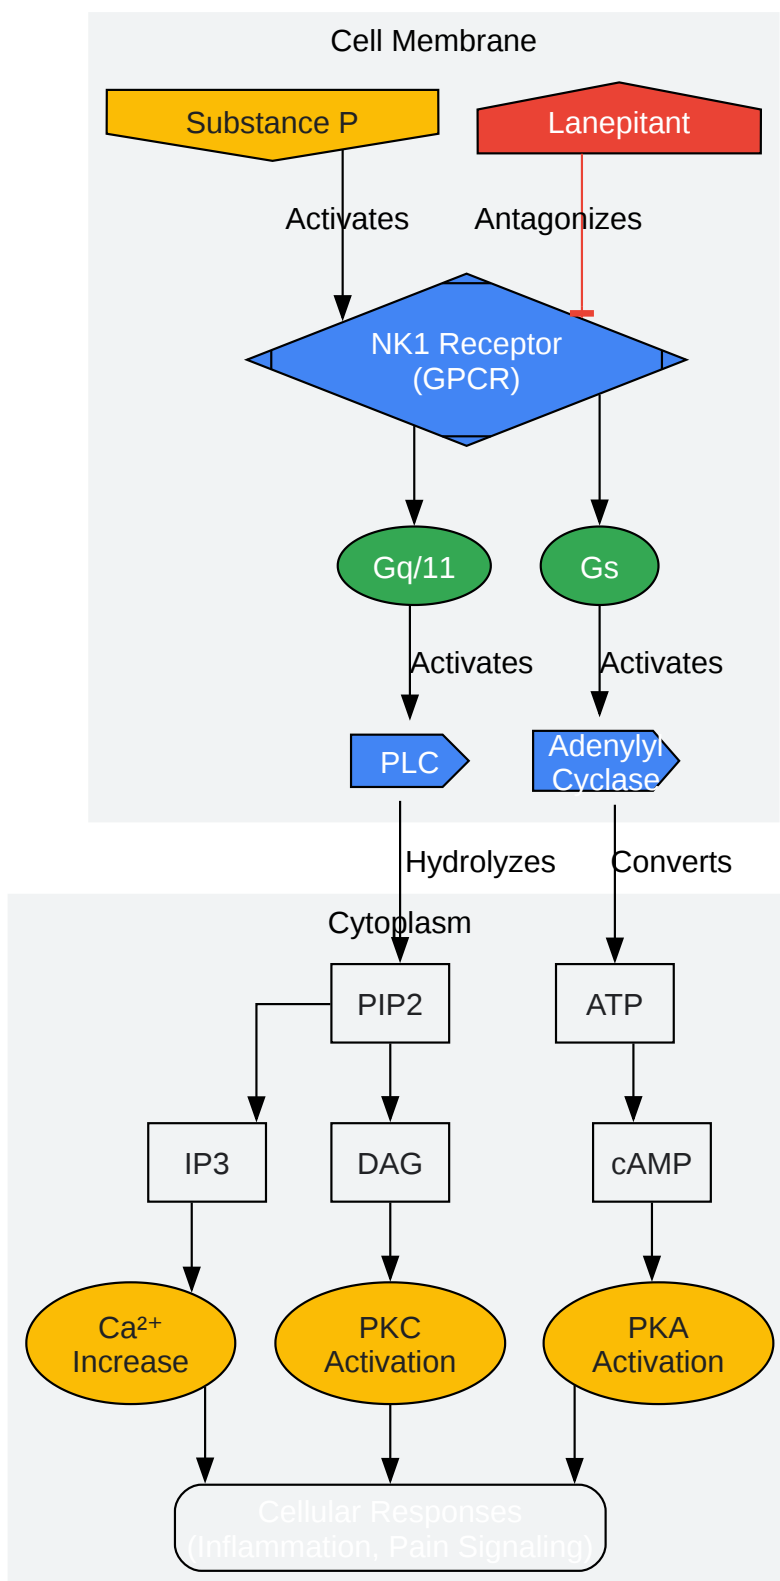 Cell Membrane
Substance P
Lanepitant
Activates
Antagonizes
NK1 Receptor
(GPCR)
Gq/11
Gs
Activates
Activates
PLC
Adenylyl
Cyclase
Hydrolyzes
Converts
Cytoplasm
PIP2
ATP
IP3
DAG
cAMP
Ca²⁺
Increase
PKC
Activation
PKA
Activation
Cellular Responses
(Inflammation, Pain Signaling)